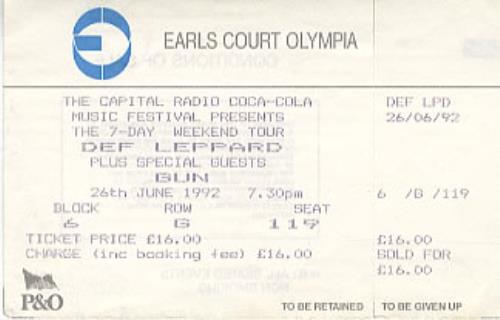 EARLS COURT OLYMPIA
THE CAPITAL RADIO COCA-COLA
MUSIC FESTIVAL PRESENTS
THE 7-DAY WEEKEND TOUR
DEF LEPPARD
PLUS SPECIAL GUESTS
GUN
26th JUNE 1992 7.30pm
BLOCK ROW SEAT
6 G 119
TICKET PRICE £16.00
CHARGE (inc booking fee) £16.00
P&O
TO BE RETAINED
DEF LPD
26/06/92
6 /G /119
£16.00
SOLD FOR
£16.00
TO BE GIVEN UP